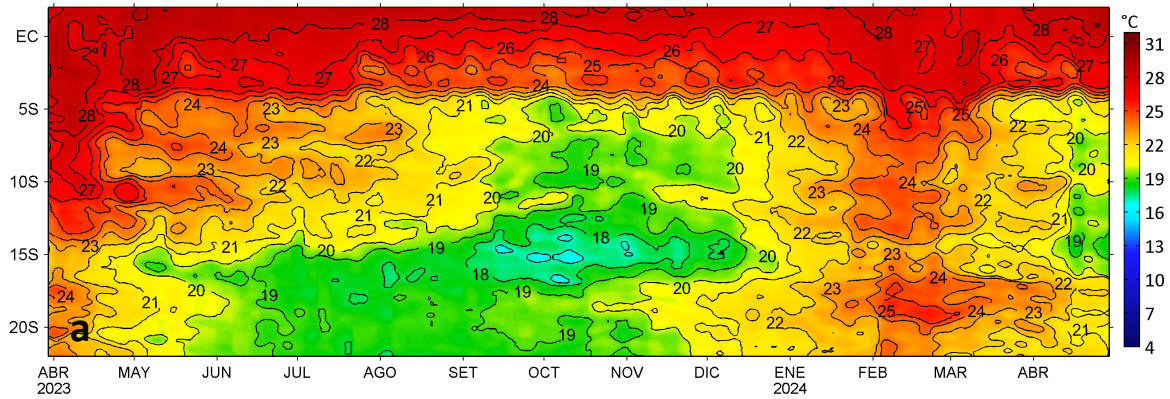 °C
EC
5S
10S
15S
20S
31
28
25
22
19
16
13
10
7
4
28 28 27 28 27
27 27 26 26 25 26 26 27
28 24
28 24 23 21 25 23 25
24 23 23 22 20 20 21 22 24 22 20
27 22 21 20 19 20 23 24 20
23 21 20 19 18 19 22 23 21 19
24 21 20 19 18 19 20 22 25 24 24 23 22 21
19
a
ABR MAY JUN JUL AGO SET OCT NOV DIC ENE FEB MAR ABR
2023 2024